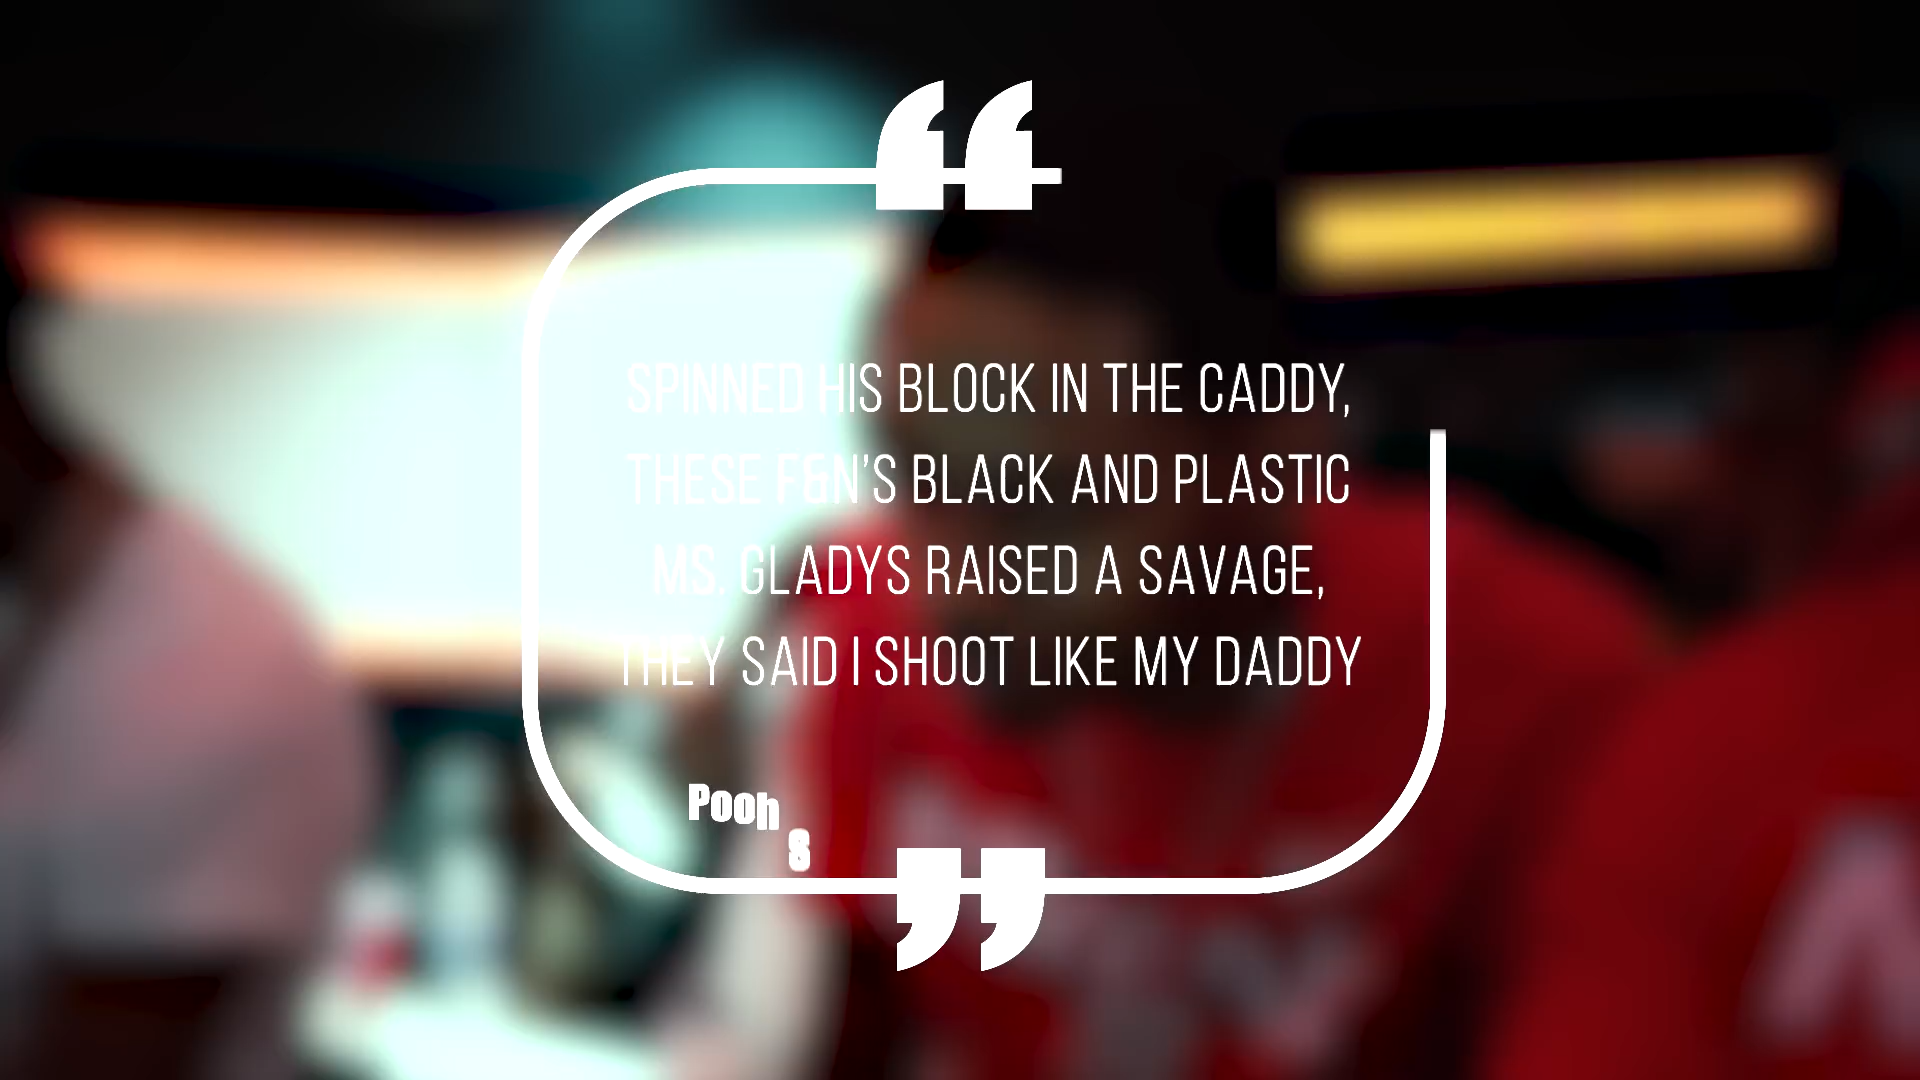 SPINNED HIS BLOCK IN THE CADDY,
THESE F&N'S BLACK AND PLASTIC
MS. GLADYS RAISED A SAVAGE,
THEY SAID I SHOOT LIKE MY DADDY
Pooh S